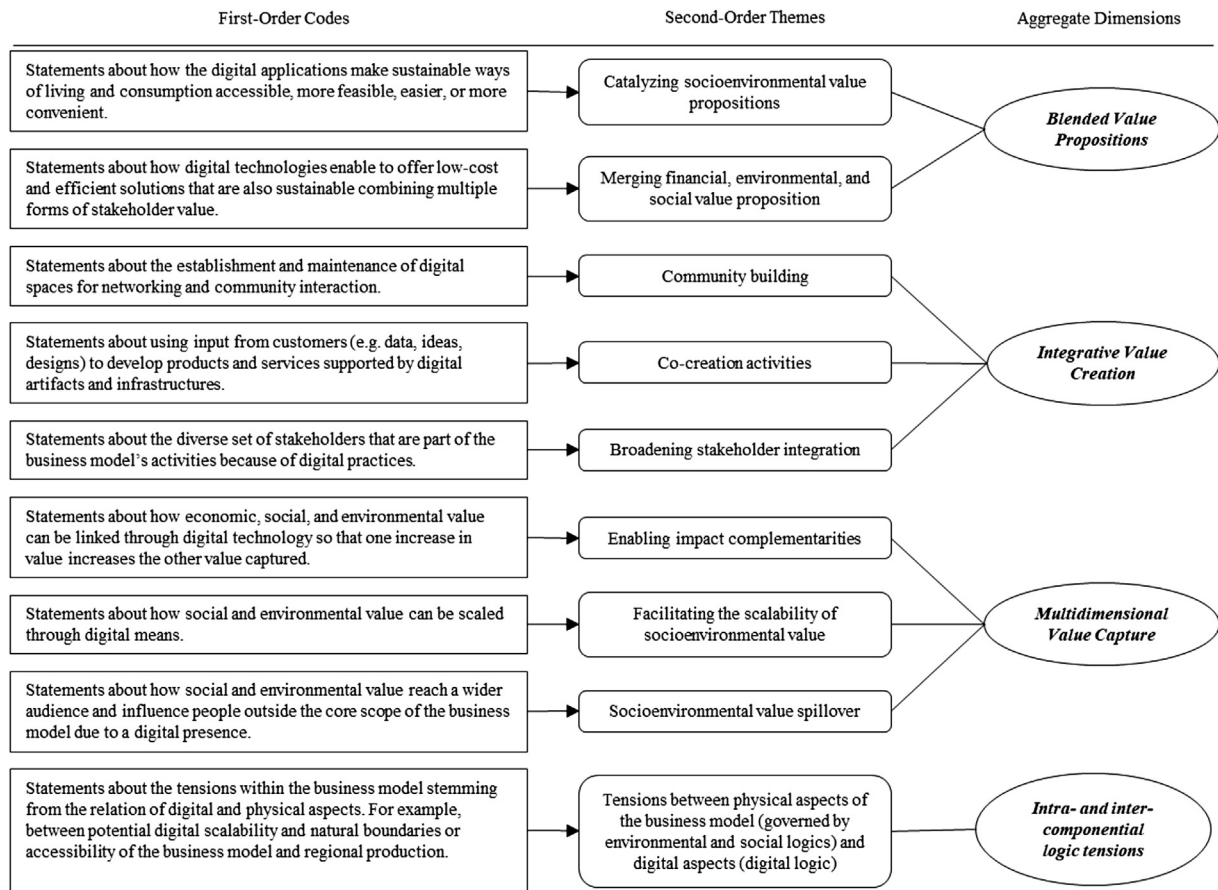 First-Order Codes
Second-Order Themes
Aggregate Dimensions
Statements about how the digital applications make sustainable ways
of living and consumption accessible, more feasible, easier, or more
convenient.
Catalyzing socioenvironmental value
propositions
Blended Value
Propositions
Statements about how digital technologies enable to offer low-cost
and efficient solutions that are also sustainable combining multiple
forms of stakeholder value.
Merging financial, environmental, and
social value proposition
Statements about the establishment and maintenance of digital
spaces for networking and community interaction.
Community building
Statements about using input from customers (e.g. data, ideas,
designs) to develop products and services supported by digital
artifacts and infrastructures.
Co-creation activities
Integrative Value
Creation
Statements about the diverse set of stakeholders that are part of the
business model's activities because of digital practices.
Broadening stakeholder integration
Statements about how economic, social, and environmental value
can be linked through digital technology so that one increase in
value increases the other value captured.
Enabling impact complementarities
Statements about how social and environmental value can be scaled
through digital means.
Facilitating the scalability of
socioenvironmental value
Multidimensional
Value Capture
Statements about how social and environmental value reach a wider
audience and influence people outside the core scope of the business
model due to a digital presence.
Socioenvironmental value spillover
Statements about the tensions within the business model stemming
from the relation of digital and physical aspects. For example,
between potential digital scalability and natural boundaries or
accessibility of the business model and regional production.
Tensions between physical aspects of
the business model (governed by
environmental and social logics) and
digital aspects (digital logic)
Intra- and inter-
componential
logic tensions